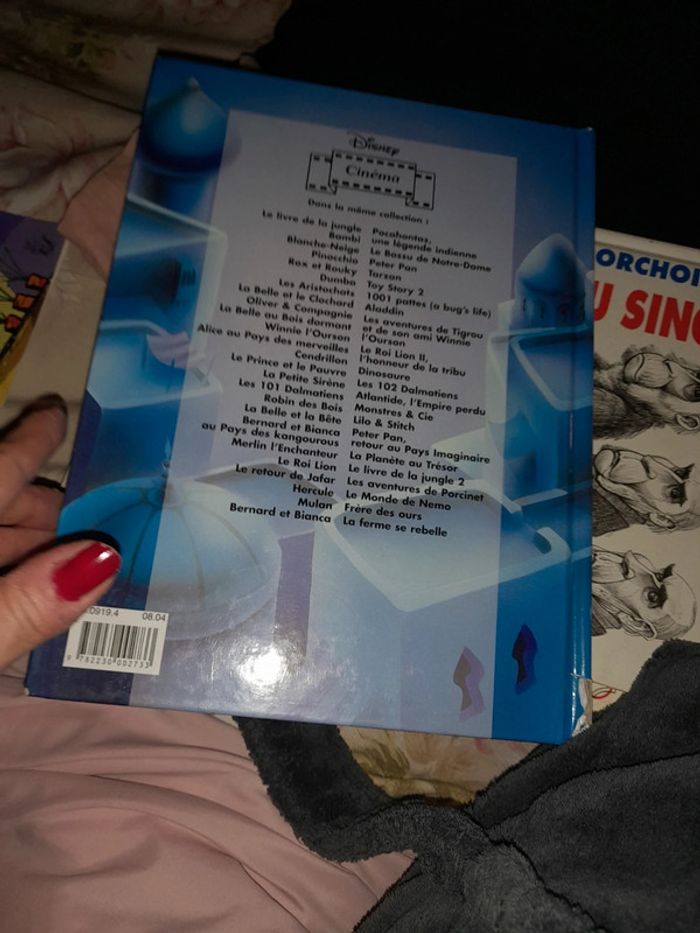 Disney
Cinéma
Dans la même collection :
Le livre de la jungle
Bambi
Blanche-Neige
Pinocchio
Rox et Rouky
Dumbo
Les Aristochats
La Belle et le Clochard
Oliver & Compagnie
La Belle au Bois dormant
Winnie l'Ourson
Alice au Pays des merveilles
Cendrillon
Le Prince et le Pauvre
La Petite Sirène
Les 101 Dalmatiens
Robin des Bois
La Belle et la Bête
Bernard et Bianca
au Pays des kangourous
Merlin l'Enchanteur
Le Roi Lion
Le retour de Jafar
Hercule
Mulan
Bernard et Bianca
Pocahontas,
une légende indienne
Le Bossu de Notre-Dame
Peter Pan
Tarzan
Toy Story 2
1001 pattes (a bug's life)
Aladdin
Les aventures de Tigrou
et de son ami Winnie
l'Ourson
Le Roi Lion II,
l'honneur de la tribu
Dinosaure
Les 102 Dalmatiens
Atlantide, l'Empire perdu
Monstres & Cie
Lilo & Stitch
Peter Pan,
retour au Pays Imaginaire
La Planète au Trésor
Le livre de la jungle 2
Les aventures de Porcinet
Le Monde de Nemo
Frère des ours
La ferme se rebelle
.0919.4 08.04
9 782230 002733
ORCHOI
U SING